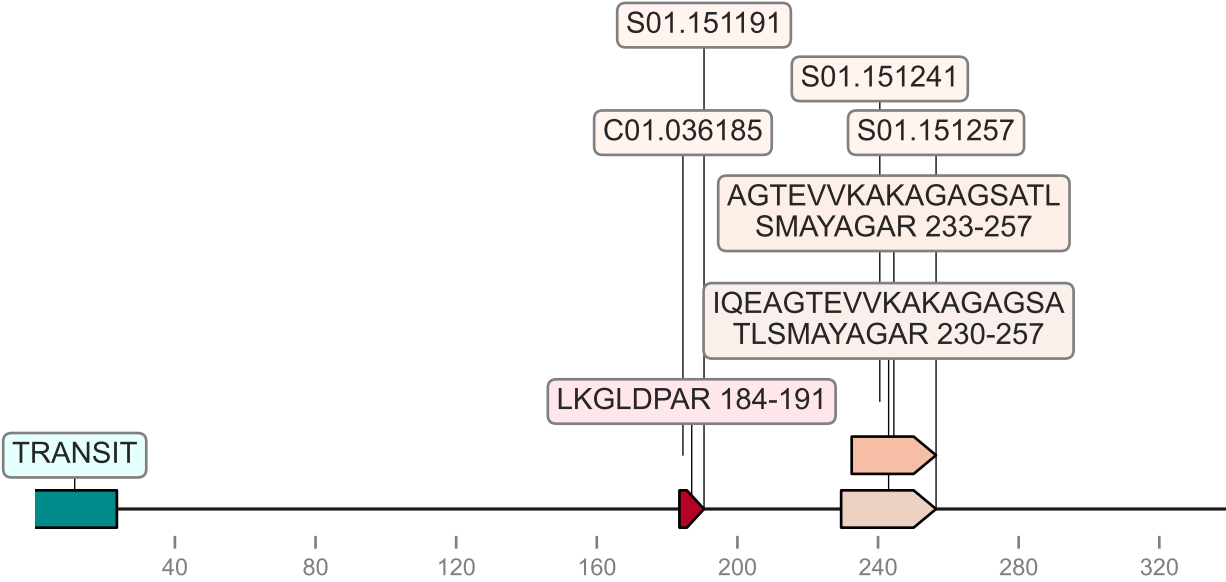 S01.151191
S01.151241
C01.036185
S01.151257
AGTEVVKAKAGAGSATL
SMAYAGAR 233-257
IQEAGTEVVKAKAGAGSA
TLSMAYAGAR 230-257
LKGLDPAR 184-191
TRANSIT
40
80
120
160
200
240
280
320